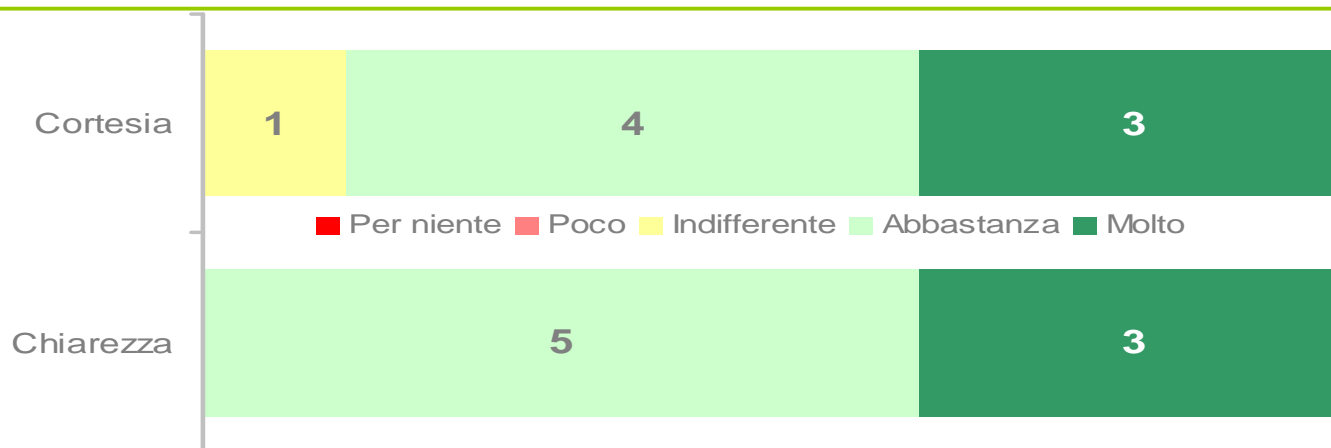 Cortesia 1 4 3
Per niente Poco Indifferente Abbastanza Molto
Chiarezza 5 3